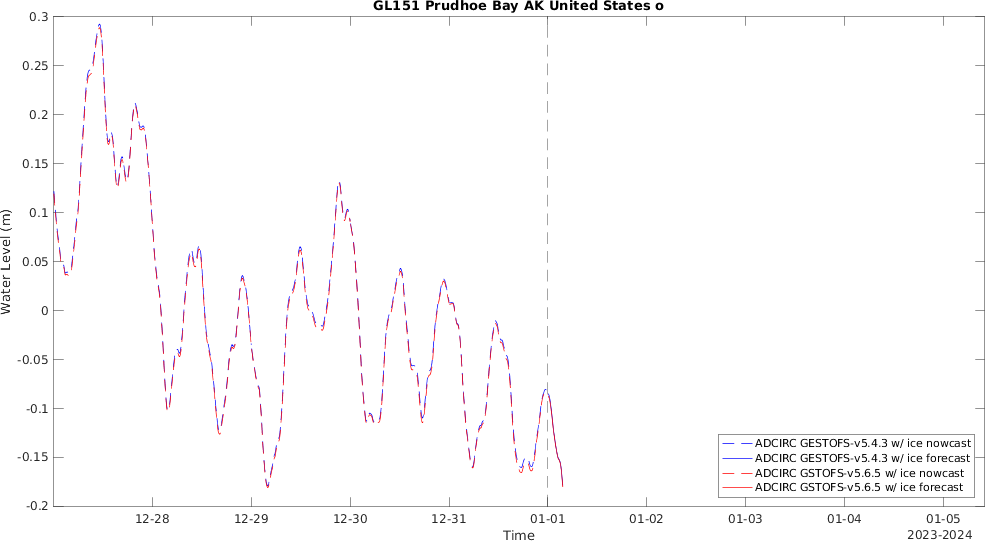 GL151 Prudhoe Bay AK United States o
0.3
0.25
0.2
0.15
0.1
0.05
0
-0.05
-0.1
-0.15
-0.2
Water Level (m)
ADCIRC GESTOFS-v5.4.3 w/ ice nowcast
ADCIRC GESTOFS-v5.4.3 w/ ice forecast
ADCIRC GSTOFS-v5.6.5 w/ ice nowcast
ADCIRC GSTOFS-v5.6.5 w/ ice forecast
12-28 12-29 12-30 12-31 01-01 01-02 01-03 01-04 01-05
Time
2023-2024